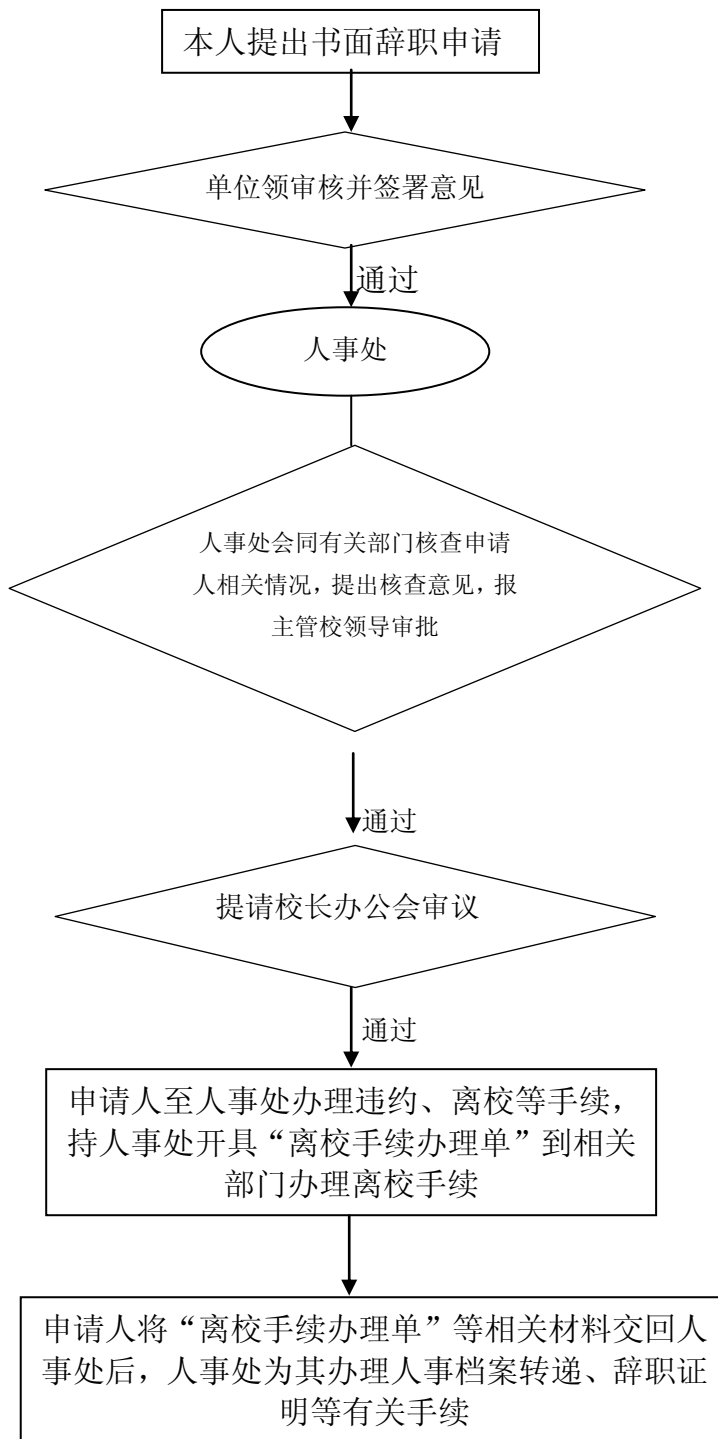 本人提出书面辞职申请
单位领审核并签署意见
通过
人事处
人事处会同有关部门核查申请
人相关情况，提出核查意见，报
主管校领导审批
通过
提请校长办公会审议
通过
申请人至人事处办理违约、离校等手续，
持人事处开具“离校手续办理单”到相关
部门办理离校手续
申请人将“离校手续办理单”等相关材料交回人
事处后，人事处为其办理人事档案转递、辞职证
明等有关手续